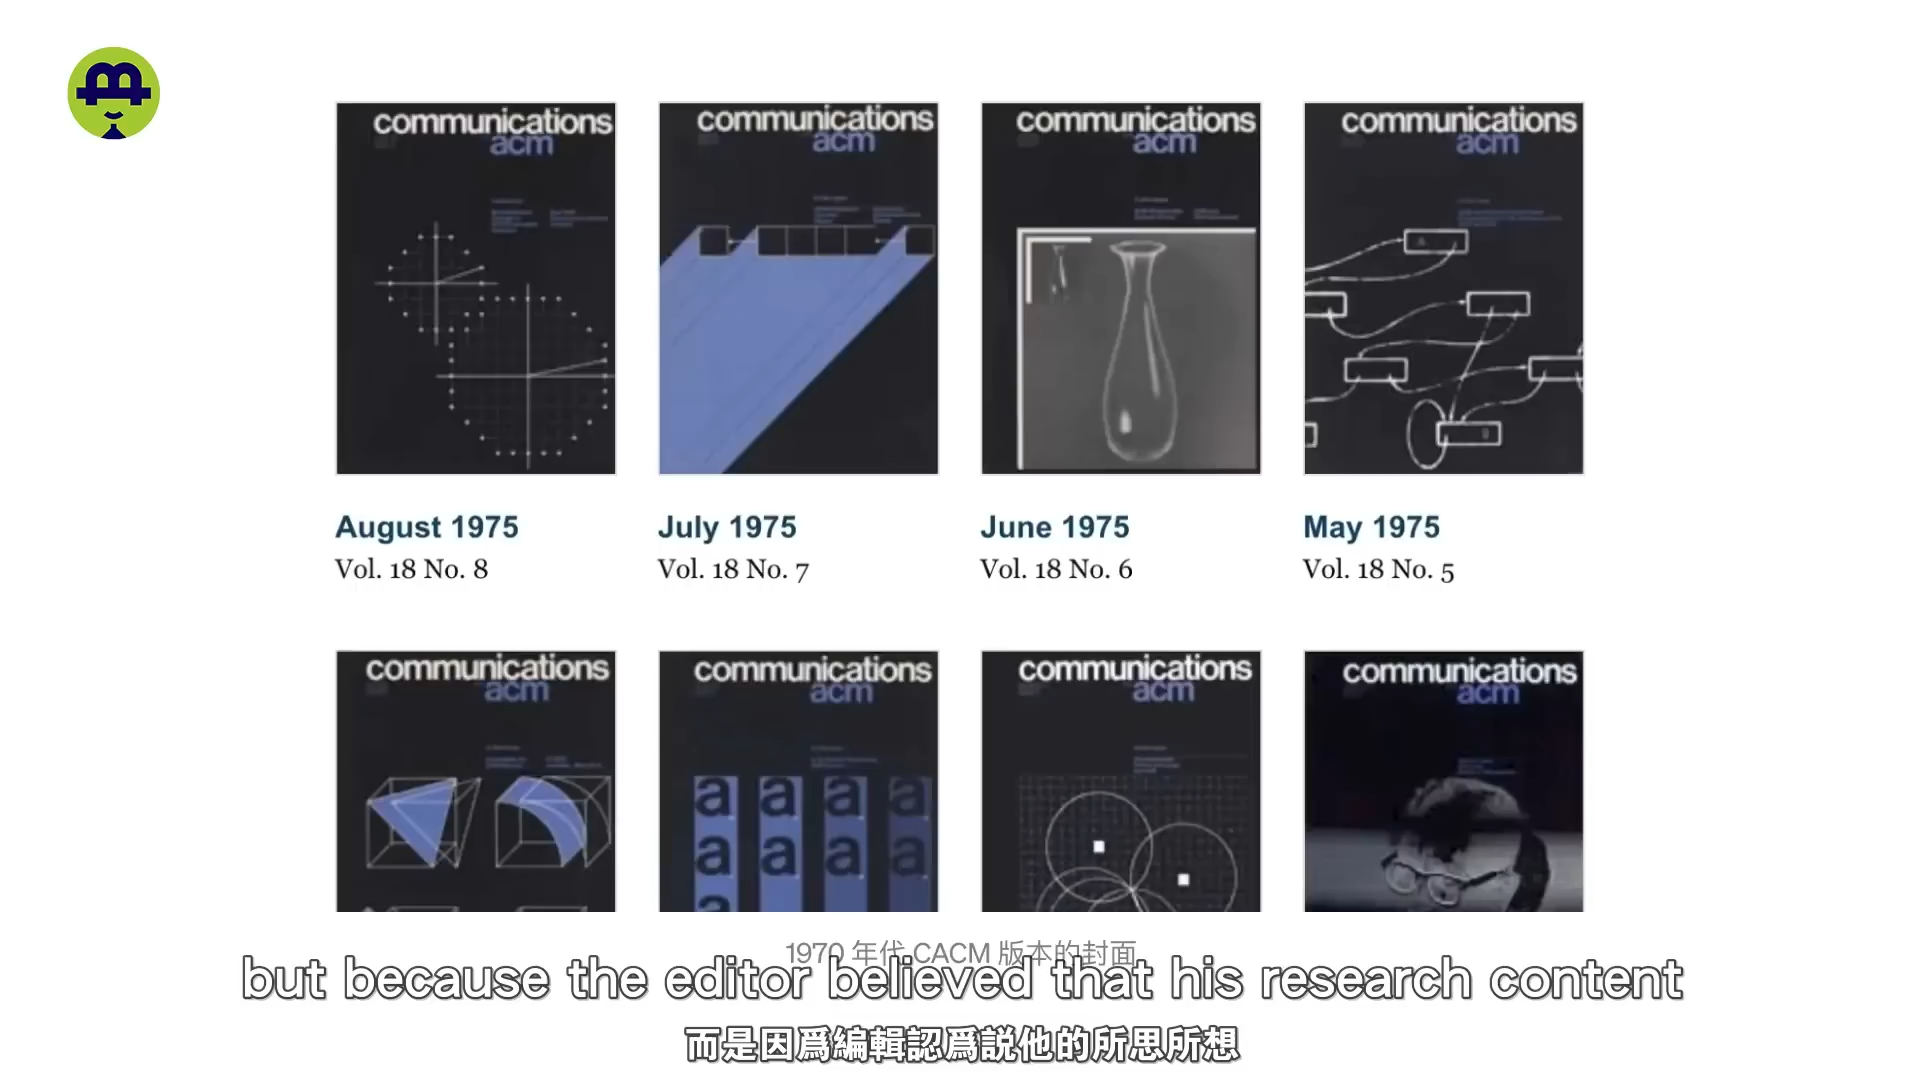 communications
acm
communications
acm
communications
acm
communications
acm
A
B
August 1975
July 1975
June 1975
May 1975
Vol. 18 No. 8
Vol. 18 No. 7
Vol. 18 No. 6
Vol. 18 No. 5
communications
acm
communications
acm
communications
acm
communications
acm
a a a a
a a a a
a
1970 年代 CACM 版本的封面
but because the editor believed that his research content
而是因爲編輯認爲説他的所思所想